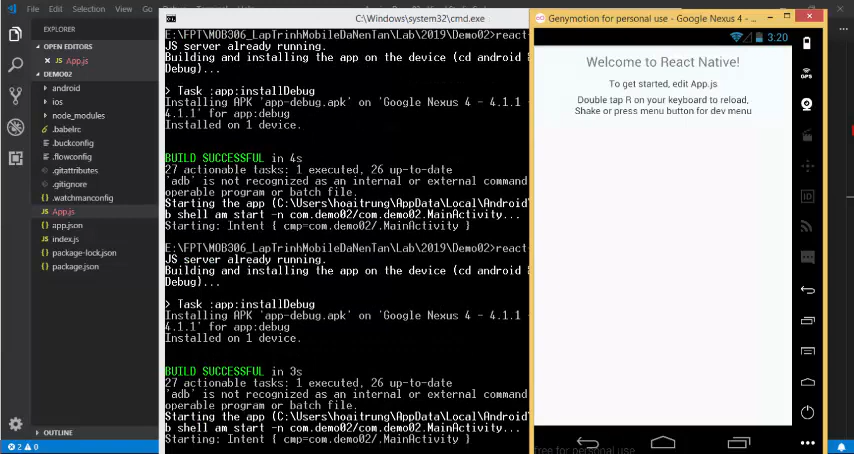 File Edit Selection View Go
C:\Windows\system32\cmd.exe
Genymotion for personal use - Google Nexus 4 - ...
EXPLORER
OPEN EDITORS
App.js
DEMO02
android
ios
node_modules
.babelrc
.buckconfig
.flowconfig
.gitattributes
.gitignore
.watchmanconfig
App.js
app.json
index.js
package-lock.json
package.json
OUTLINE
2 0
E:\FPT\MOB306_LapTrinhMobileDaNenTan\Lab\2019\Demo02>react-
JS server already running.
Building and installing the app on the device (cd android
Debug)...
> Task :app:installDebug
Installing APK 'app-debug.apk' on 'Google Nexus 4 - 4.1.1 -
4.1.1' for app:debug
Installed on 1 device.
BUILD SUCCESSFUL in 4s
27 actionable tasks: 1 executed, 26 up-to-date
'adb' is not recognized as an internal or external command
operable program or batch file.
Starting the app (C:\Users\hoaitrung\AppData\Local\Android
b shell am start -n com.demo02/com.demo02.MainActivity...
Starting: Intent { cmp=com.demo02/.MainActivity }
E:\FPT\MOB306_LapTrinhMobileDaNenTan\Lab\2019\Demo02>react-
JS server already running.
Building and installing the app on the device (cd android &
Debug)...
> Task :app:installDebug
Installing APK 'app-debug.apk' on 'Google Nexus 4 - 4.1.1 -
4.1.1' for app:debug
Installed on 1 device.
BUILD SUCCESSFUL in 3s
27 actionable tasks: 1 executed, 26 up-to-date
'adb' is not recognized as an internal or external command
operable program or batch file.
Starting the app (C:\Users\hoaitrung\AppData\Local\Android\
b shell am start -n com.demo02/com.demo02.MainActivity...
Starting: Intent { cmp=com.demo02/.MainActivity }
3:20
Welcome to React Native!
To get started, edit App.js
Double tap R on your keyboard to reload,
Shake or press menu button for dev menu
GPS
ID
free for personal use